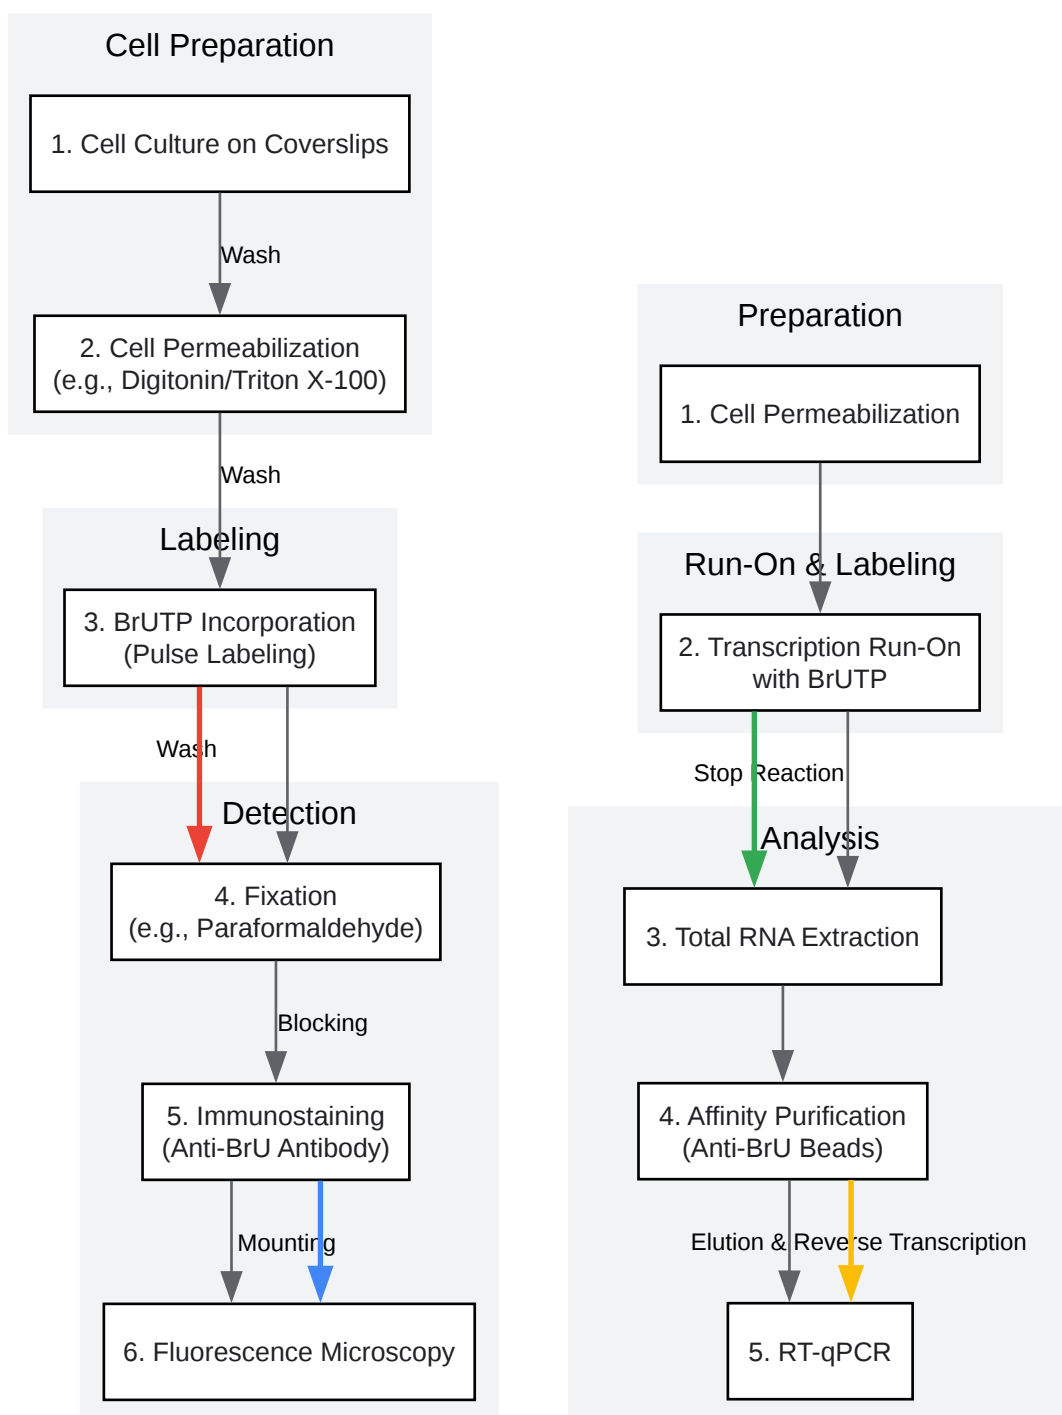 Cell Preparation
1. Cell Culture on Coverslips
Wash
2. Cell Permeabilization
(e.g., Digitonin/Triton X-100)
Wash
Labeling
3. BrUTP Incorporation
(Pulse Labeling)
Wash
Detection
4. Fixation
(e.g., Paraformaldehyde)
Blocking
5. Immunostaining
(Anti-BrU Antibody)
Mounting
6. Fluorescence Microscopy
Preparation
1. Cell Permeabilization
Run-On & Labeling
2. Transcription Run-On
with BrUTP
Stop Reaction
Analysis
3. Total RNA Extraction
4. Affinity Purification
(Anti-BrU Beads)
Elution & Reverse Transcription
5. RT-qPCR